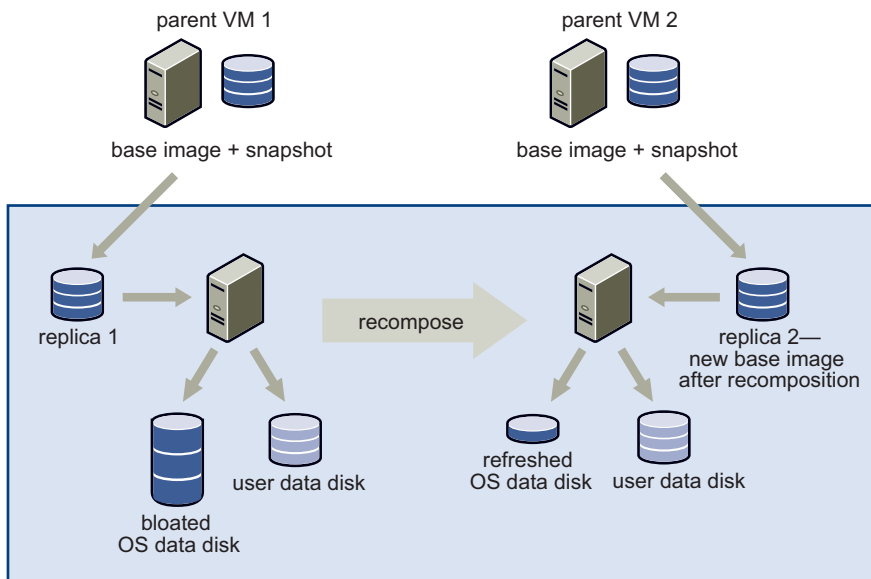 parent VM 1
parent VM 2
base image + snapshot
base image + snapshot
replica 1
recompose
replica 2—
new base image
after recomposition
user data disk
bloated
OS data disk
refreshed
OS data disk
user data disk